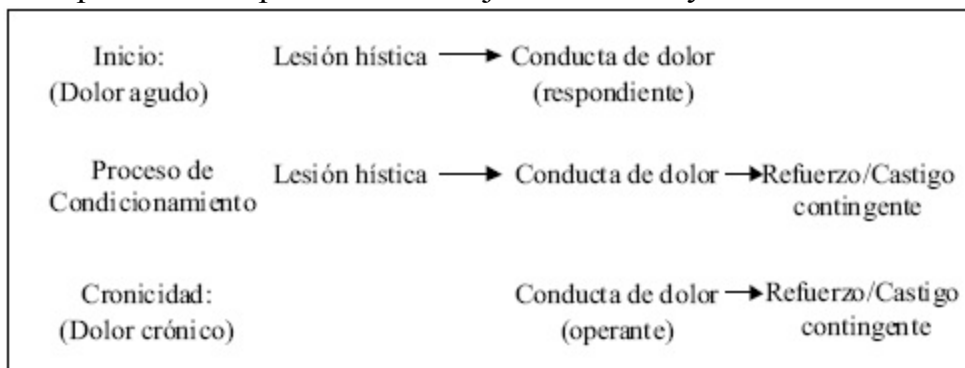 Inicio: Lesión hística → Conducta de dolor
(Dolor agudo) (respondiente)
Proceso de Lesión hística → Conducta de dolor → Refuerzo/Castigo
Condicionamiento contingente
Cronicidad: Conducta de dolor → Refuerzo/Castigo
(Dolor crónico) (operante) contingente